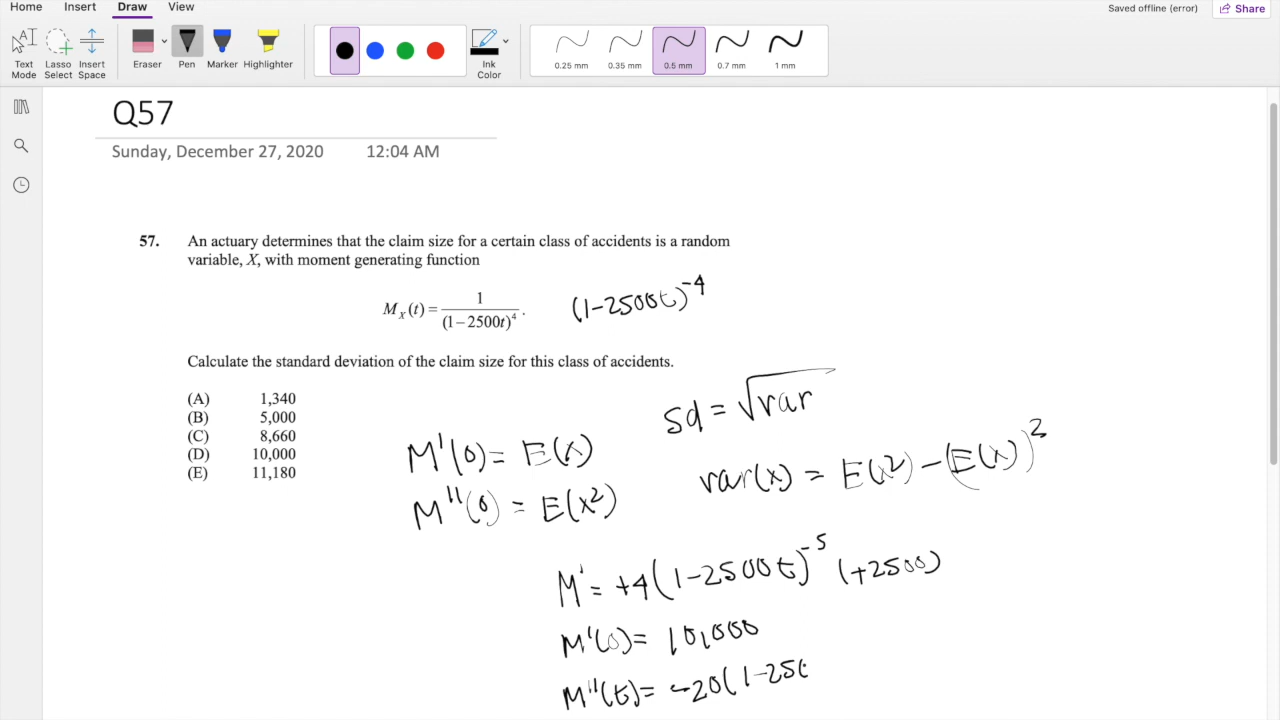 Home Insert Draw View
Saved offline (error)
Share
Text Mode
Lasso Select
Insert Space
Eraser
Pen
Marker
Highlighter
Ink Color
0.25 mm
0.35 mm
0.5 mm
0.7 mm
1 mm
Q57
Sunday, December 27, 2020 12:04 AM
57. An actuary determines that the claim size for a certain class of accidents is a random
variable, X, with moment generating function
M_X(t) = 1/(1−2500t)^4. (1−2500t)^−4
Calculate the standard deviation of the claim size for this class of accidents.
(A) 1,340
(B) 5,000
(C) 8,660
(D) 10,000
(E) 11,180
sd = √var
M'(0) = E(X)
M''(0) = E(X²)
var(x) = E(X²) − (E(X))²
M' = +4(1−2500t)^−5 (+2500)
M'(0) = 10,000
M''(t) = −20(1−250